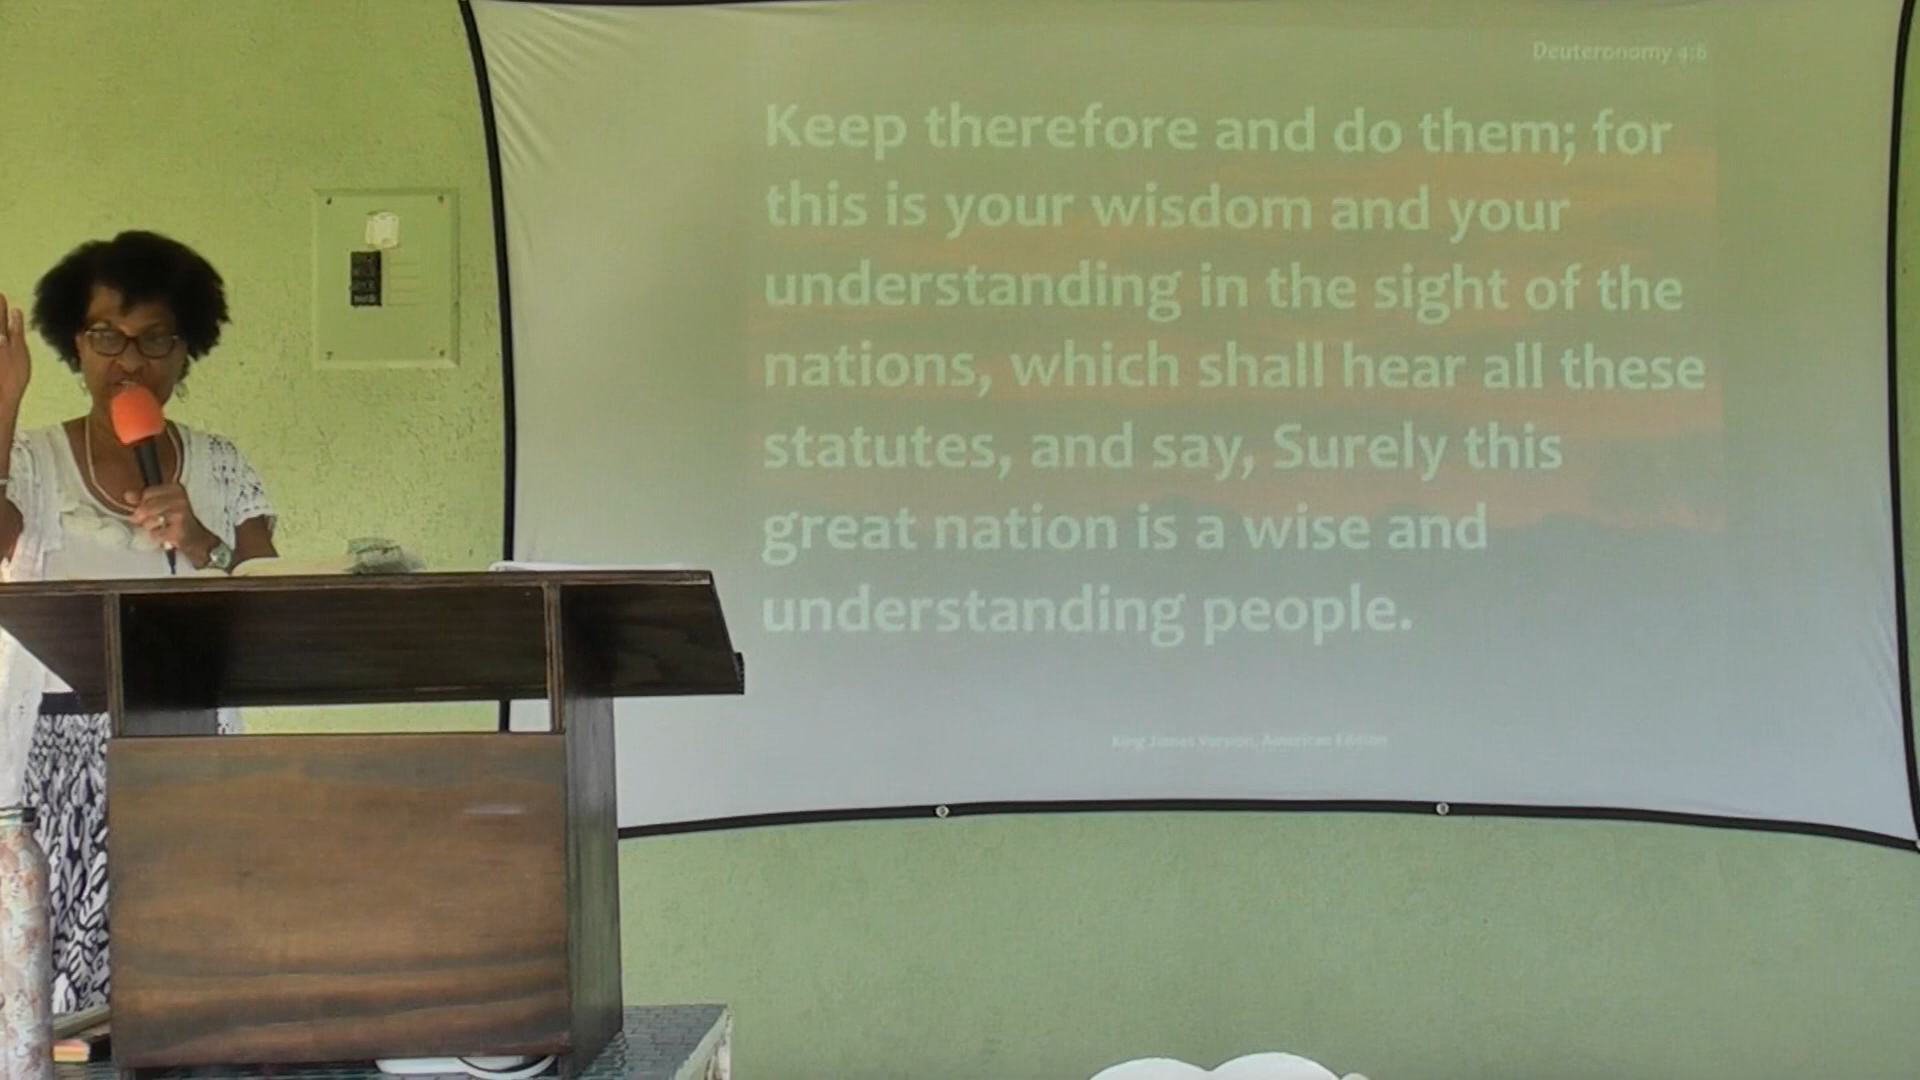 Deuteronomy 4:6
Keep therefore and do them; for
this is your wisdom and your
understanding in the sight of the
nations, which shall hear all these
statutes, and say, Surely this
great nation is a wise and
understanding people.
King James Version, American Edition